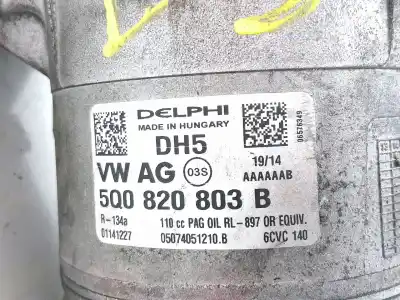 DELPHI
MADE IN HUNGARY
DH5
06576349
VW AG 03S
19/14
AAAAAAB
5Q0 820 803 B
R-134a 110 cc PAG OIL RL-897 OR EQUIV.
01141227 05074051210.B 6CVC 140